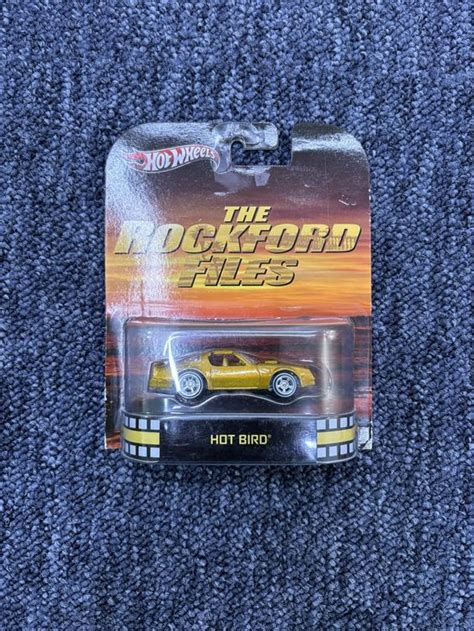 HOT WHEELS
THE
ROCKFORD
FILES
HOT BIRD®